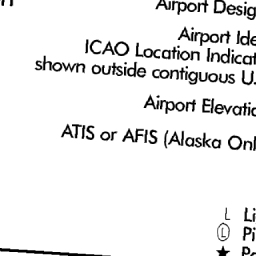 Airport Desig
Airport Ide
ICAO Location Indicat
shown outside contiguous U.
Airport Elevatio
ATIS or AFIS (Alaska Onl
L Li
Ⓛ Pi
★ Pa